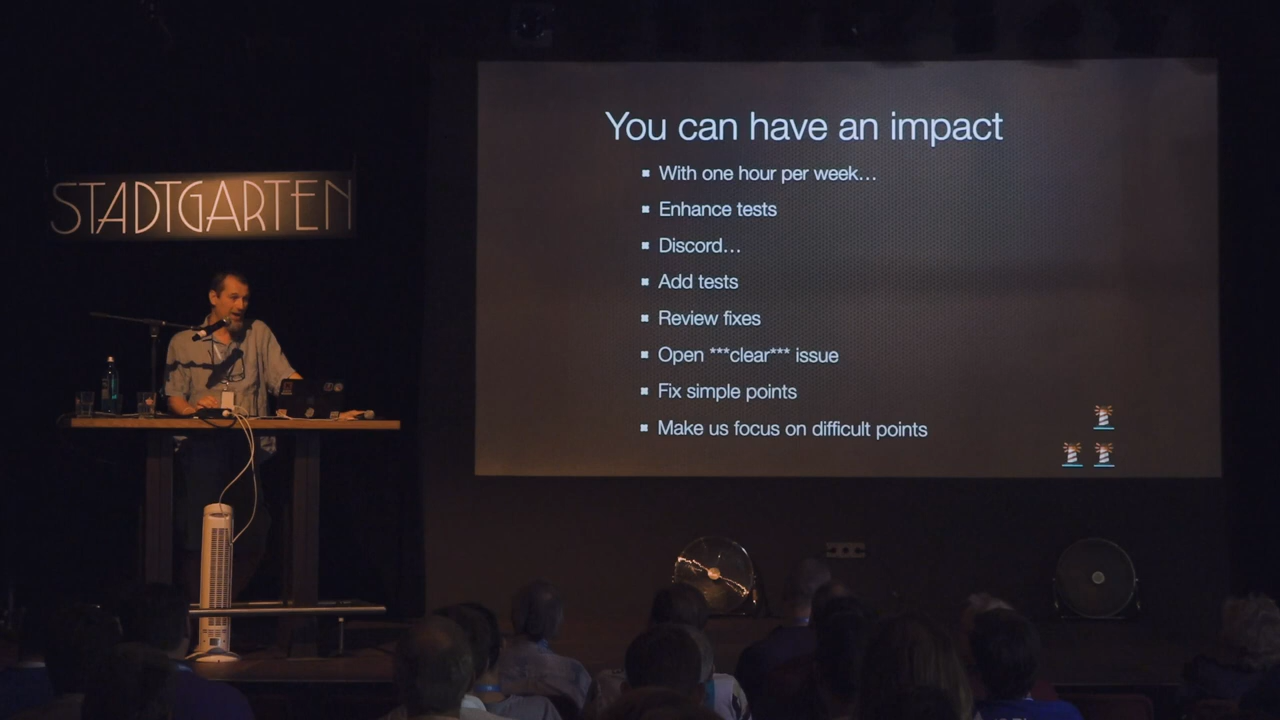 STADTGARTEN
You can have an impact
With one hour per week…
Enhance tests
Discord…
Add tests
Review fixes
Open ***clear*** issue
Fix simple points
Make us focus on difficult points